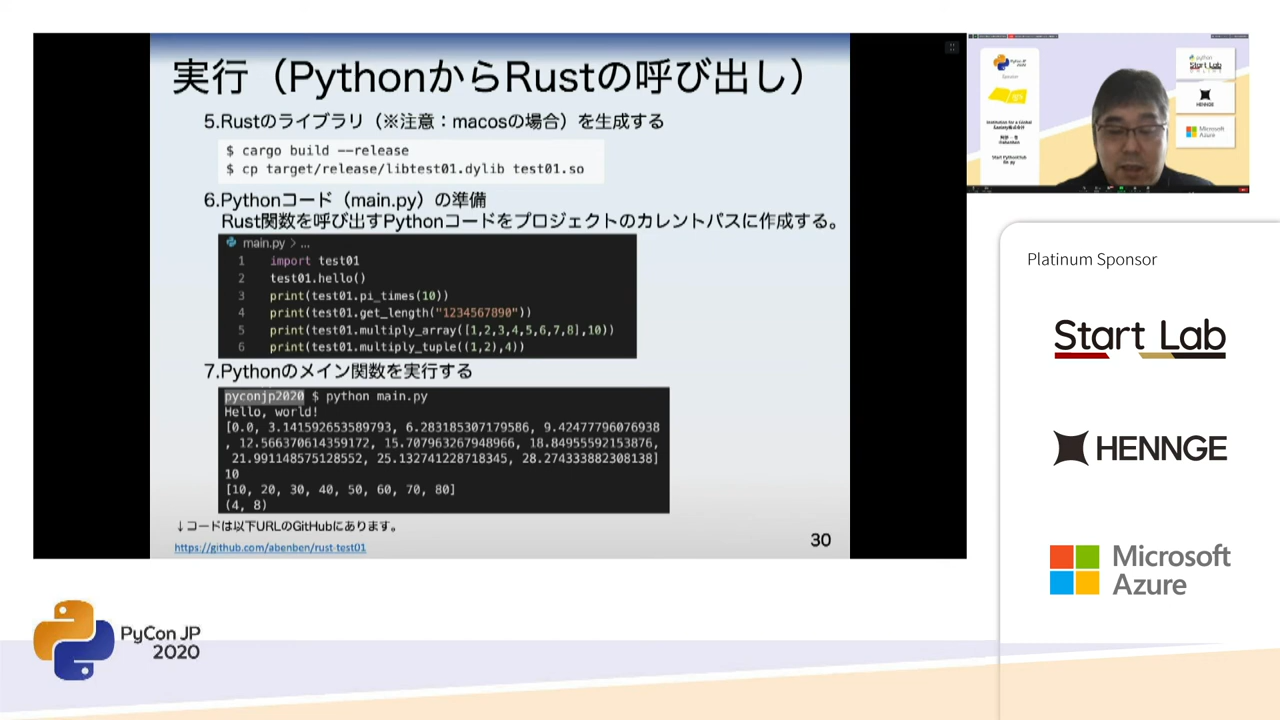 実行（PythonからRustの呼び出し）
5.Rustのライブラリ（※注意：macosの場合）を生成する
$ cargo build --release
$ cp target/release/libtest01.dylib test01.so
6.Pythonコード（main.py）の準備
Rust関数を呼び出すPythonコードをプロジェクトのカレントパスに作成する。
main.py > ...
1 import test01
2 test01.hello()
3 print(test01.pi_times(10))
4 print(test01.get_length("1234567890"))
5 print(test01.multiply_array([1,2,3,4,5,6,7,8],10))
6 print(test01.multiply_tuple((1,2),4))
7.Pythonのメイン関数を実行する
pyconjp2020 $ python main.py
Hello, world!
[0.0, 3.141592653589793, 6.283185307179586, 9.42477796076938
, 12.566370614359172, 15.707963267948966, 18.84955592153876,
21.991148575128552, 25.132741228718345, 28.274333882308138]
10
[10, 20, 30, 40, 50, 60, 70, 80]
(4, 8)
↓コードは以下URLのGitHubにあります。
https://github.com/abenben/rust-test01
30
PyCon JP
2020
python
Start Lab
ONLINE
HENNGE
Microsoft
Azure
Platinum Sponsor
Start Lab
HENNGE
Microsoft
Azure
PyCon JP
2020